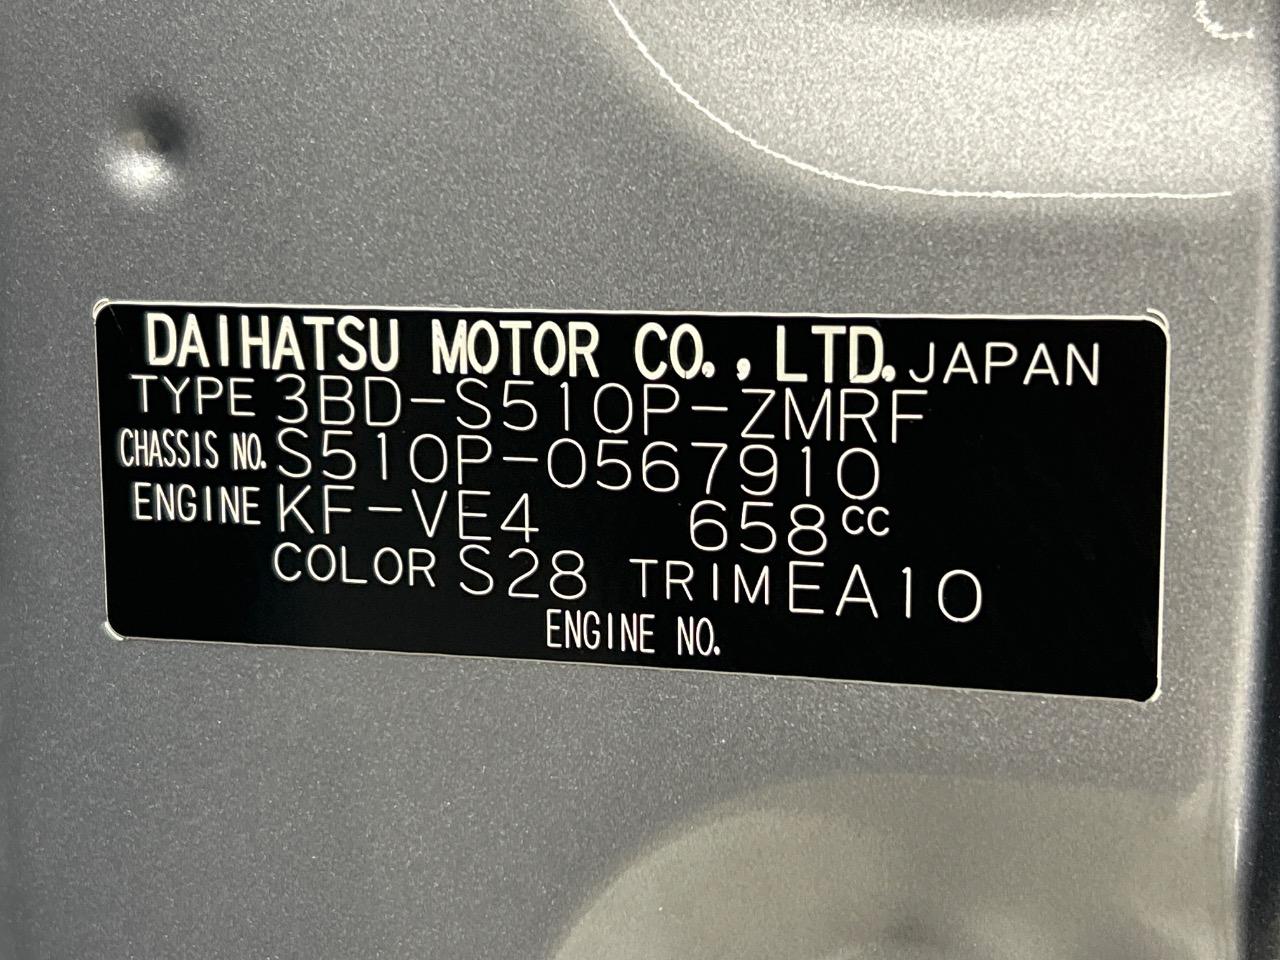 DAIHATSU MOTOR CO., LTD. JAPAN
TYPE 3BD-S510P-ZMRF
CHASSIS NO. S510P-0567910
ENGINE KF-VE4 658cc
COLOR S28 TRIM EA10
ENGINE NO.